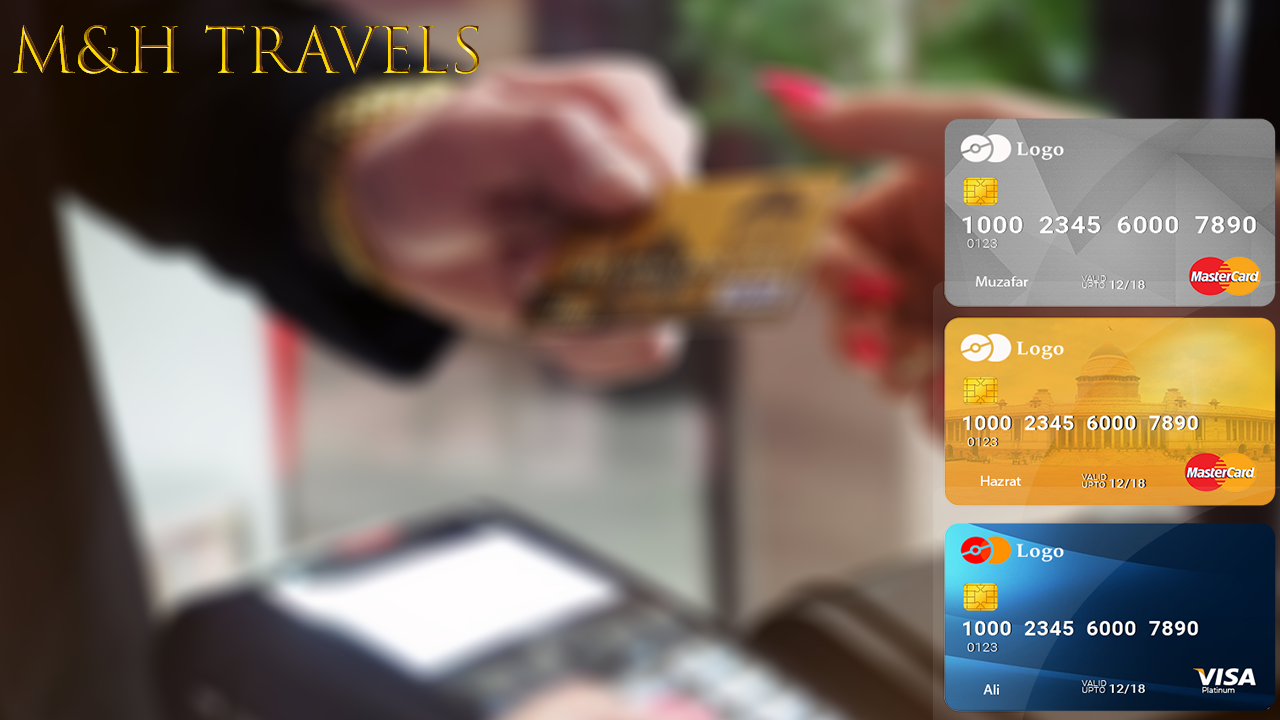 M&H TRAVELS
Logo
1000 2345 6000 7890
0123
Muzafar
VALID
UPTO 12/18
MasterCard
Logo
1000 2345 6000 7890
0123
Hazrat
VALID
UPTO 12/18
MasterCard
Logo
1000 2345 6000 7890
0123
Ali
VALID
UPTO 12/18
VISA
Platinum